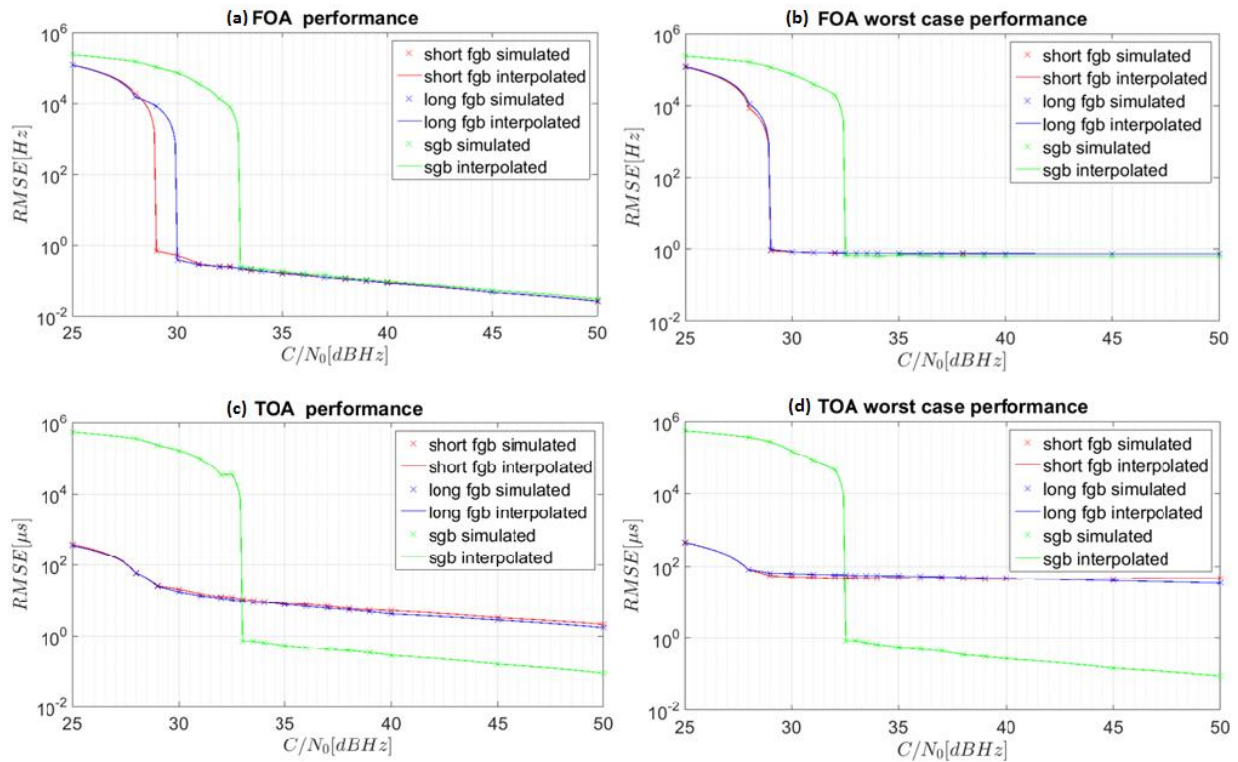 (a) FOA performance
RMSE[Hz]
10^6
10^4
10^2
10^0
10^-2
short fgb simulated
short fgb interpolated
long fgb simulated
long fgb interpolated
sgb simulated
sgb interpolated
25 30 35 40 45 50
C/N_0[dBHz]
(b) FOA worst case performance
RMSE[Hz]
10^6
10^4
10^2
10^0
10^-2
short fgb simulated
short fgb interpolated
long fgb simulated
long fgb interpolated
sgb simulated
sgb interpolated
25 30 35 40 45 50
C/N_0[dBHz]
(c) TOA performance
RMSE[μs]
10^6
10^4
10^2
10^0
10^-2
short fgb simulated
short fgb interpolated
long fgb simulated
long fgb interpolated
sgb simulated
sgb interpolated
25 30 35 40 45 50
C/N_0[dBHz]
(d) TOA worst case performance
RMSE[μs]
10^6
10^4
10^2
10^0
10^-2
short fgb simulated
short fgb interpolated
long fgb simulated
long fgb interpolated
sgb simulated
sgb interpolated
25 30 35 40 45 50
C/N_0[dBHz]